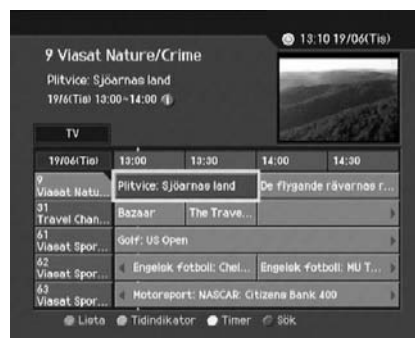 13:10 19/06(Tis)
9 Viasat Nature/Crime
Plitvice: Sjöarnas land
19/6(Tis) 13:00~14:00
TV
19/06(Tis) 13:00 13:30 14:00 14:30
9 Viasat Natu... Plitvice: Sjöarnas land De flygande rävarnas r...
31 Travel Chan... Bazaar The Trave...
61 Viasat Spor... Golf: US Open
62 Viasat Spor... Engelsk fotboll: Chel... Engelsk fotboll: MU T...
63 Viasat Spor... Motorsport: NASCAR: Citizens Bank 400
Lista Tidindikator Timer Sök